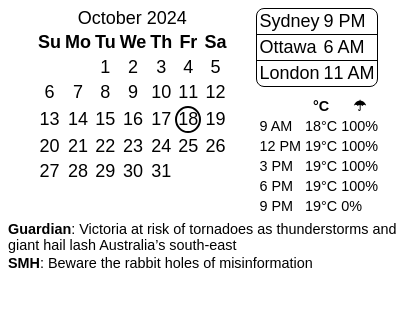 October 2024
Su Mo Tu We Th Fr Sa
1 2 3 4 5
6 7 8 9 10 11 12
13 14 15 16 17 18 19
20 21 22 23 24 25 26
27 28 29 30 31
Sydney 9 PM
Ottawa 6 AM
London 11 AM
°C ☂
9 AM 18°C 100%
12 PM 19°C 100%
3 PM 19°C 100%
6 PM 19°C 100%
9 PM 19°C 0%
Guardian: Victoria at risk of tornadoes as thunderstorms and
giant hail lash Australia’s south-east
SMH: Beware the rabbit holes of misinformation